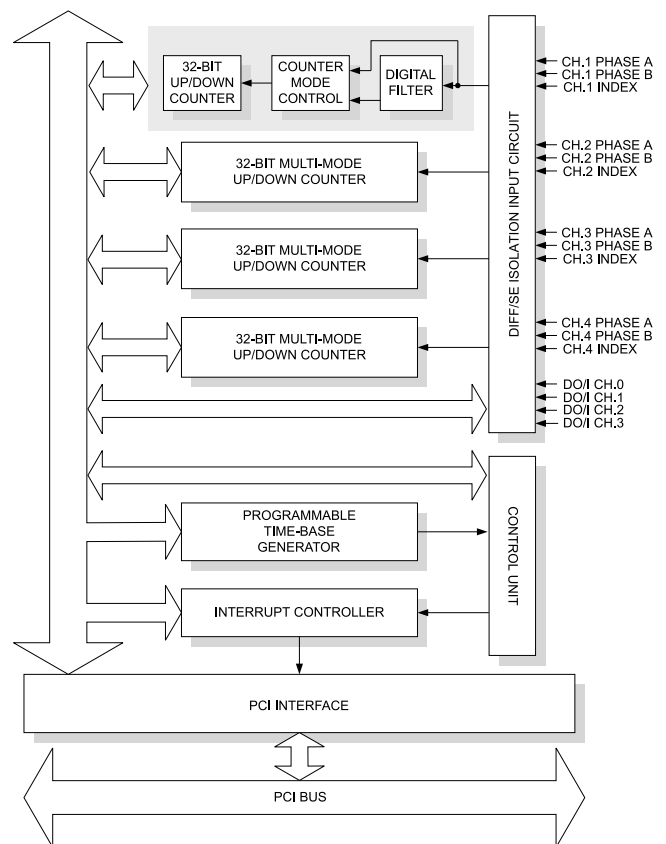 32-BIT
UP/DOWN
COUNTER
COUNTER
MODE
CONTROL
DIGITAL
FILTER
CH.1 PHASE A
CH.1 PHASE B
CH.1 INDEX
32-BIT MULTI-MODE
UP/DOWN COUNTER
CH.2 PHASE A
CH.2 PHASE B
CH.2 INDEX
DIFF/SE ISOLATION INPUT CIRCUIT
32-BIT MULTI-MODE
UP/DOWN COUNTER
CH.3 PHASE A
CH.3 PHASE B
CH.3 INDEX
32-BIT MULTI-MODE
UP/DOWN COUNTER
CH.4 PHASE A
CH.4 PHASE B
CH.4 INDEX
DO/I CH.0
DO/I CH.1
DO/I CH.2
DO/I CH.3
PROGRAMMABLE
TIME-BASE
GENERATOR
CONTROL UNIT
INTERRUPT CONTROLLER
PCI INTERFACE
PCI BUS